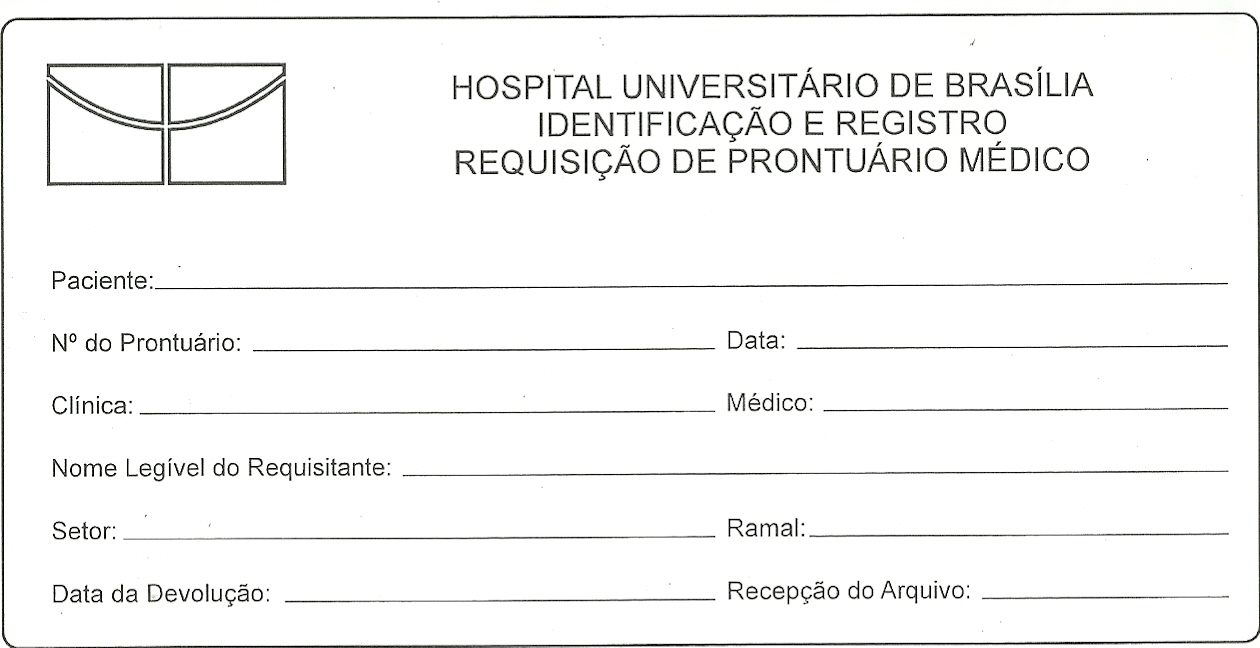 HOSPITAL UNIVERSITÁRIO DE BRASÍLIA
IDENTIFICAÇÃO E REGISTRO
REQUISIÇÃO DE PRONTUÁRIO MÉDICO
Paciente:
Nº do Prontuário: Data:
Clínica: Médico:
Nome Legível do Requisitante:
Setor: Ramal:
Data da Devolução: Recepção do Arquivo: